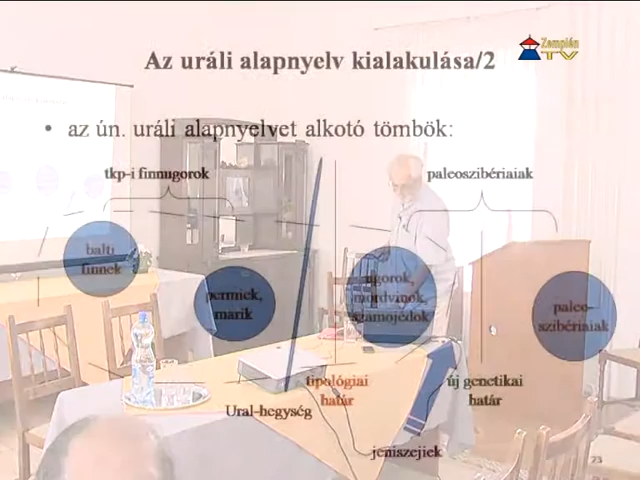 Az uráli alapnyelv kialakulása/2
Zemplén
TV
• az ún. uráli alapnyelvet alkotó tömbök:
tkp-i finnugorok
paleoszibériaiak
balti
finnek
permiek,
marik
ugorok,
mordvinok,
szamojédok
paleo-
szibériaiak
tipológiai
határ
új genetikai
határ
Ural-hegység
jeniszejiek
73